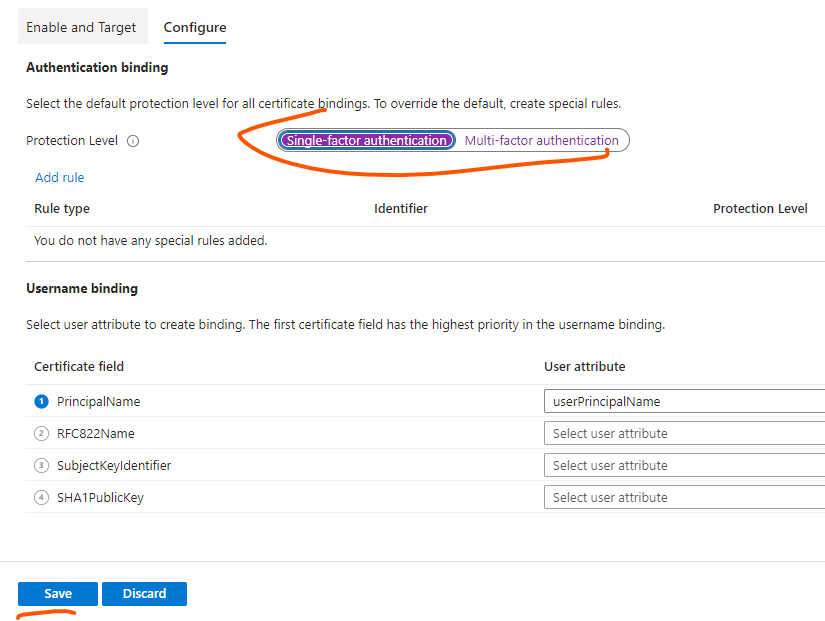 Enable and Target Configure
Authentication binding
Select the default protection level for all certificate bindings. To override the default, create special rules.
Protection Level Single-factor authentication Multi-factor authentication
Add rule
Rule type Identifier Protection Level
You do not have any special rules added.
Username binding
Select user attribute to create binding. The first certificate field has the highest priority in the username binding.
Certificate field User attribute
1 PrincipalName userPrincipalName
2 RFC822Name Select user attribute
3 SubjectKeyIdentifier Select user attribute
4 SHA1PublicKey Select user attribute
Save Discard